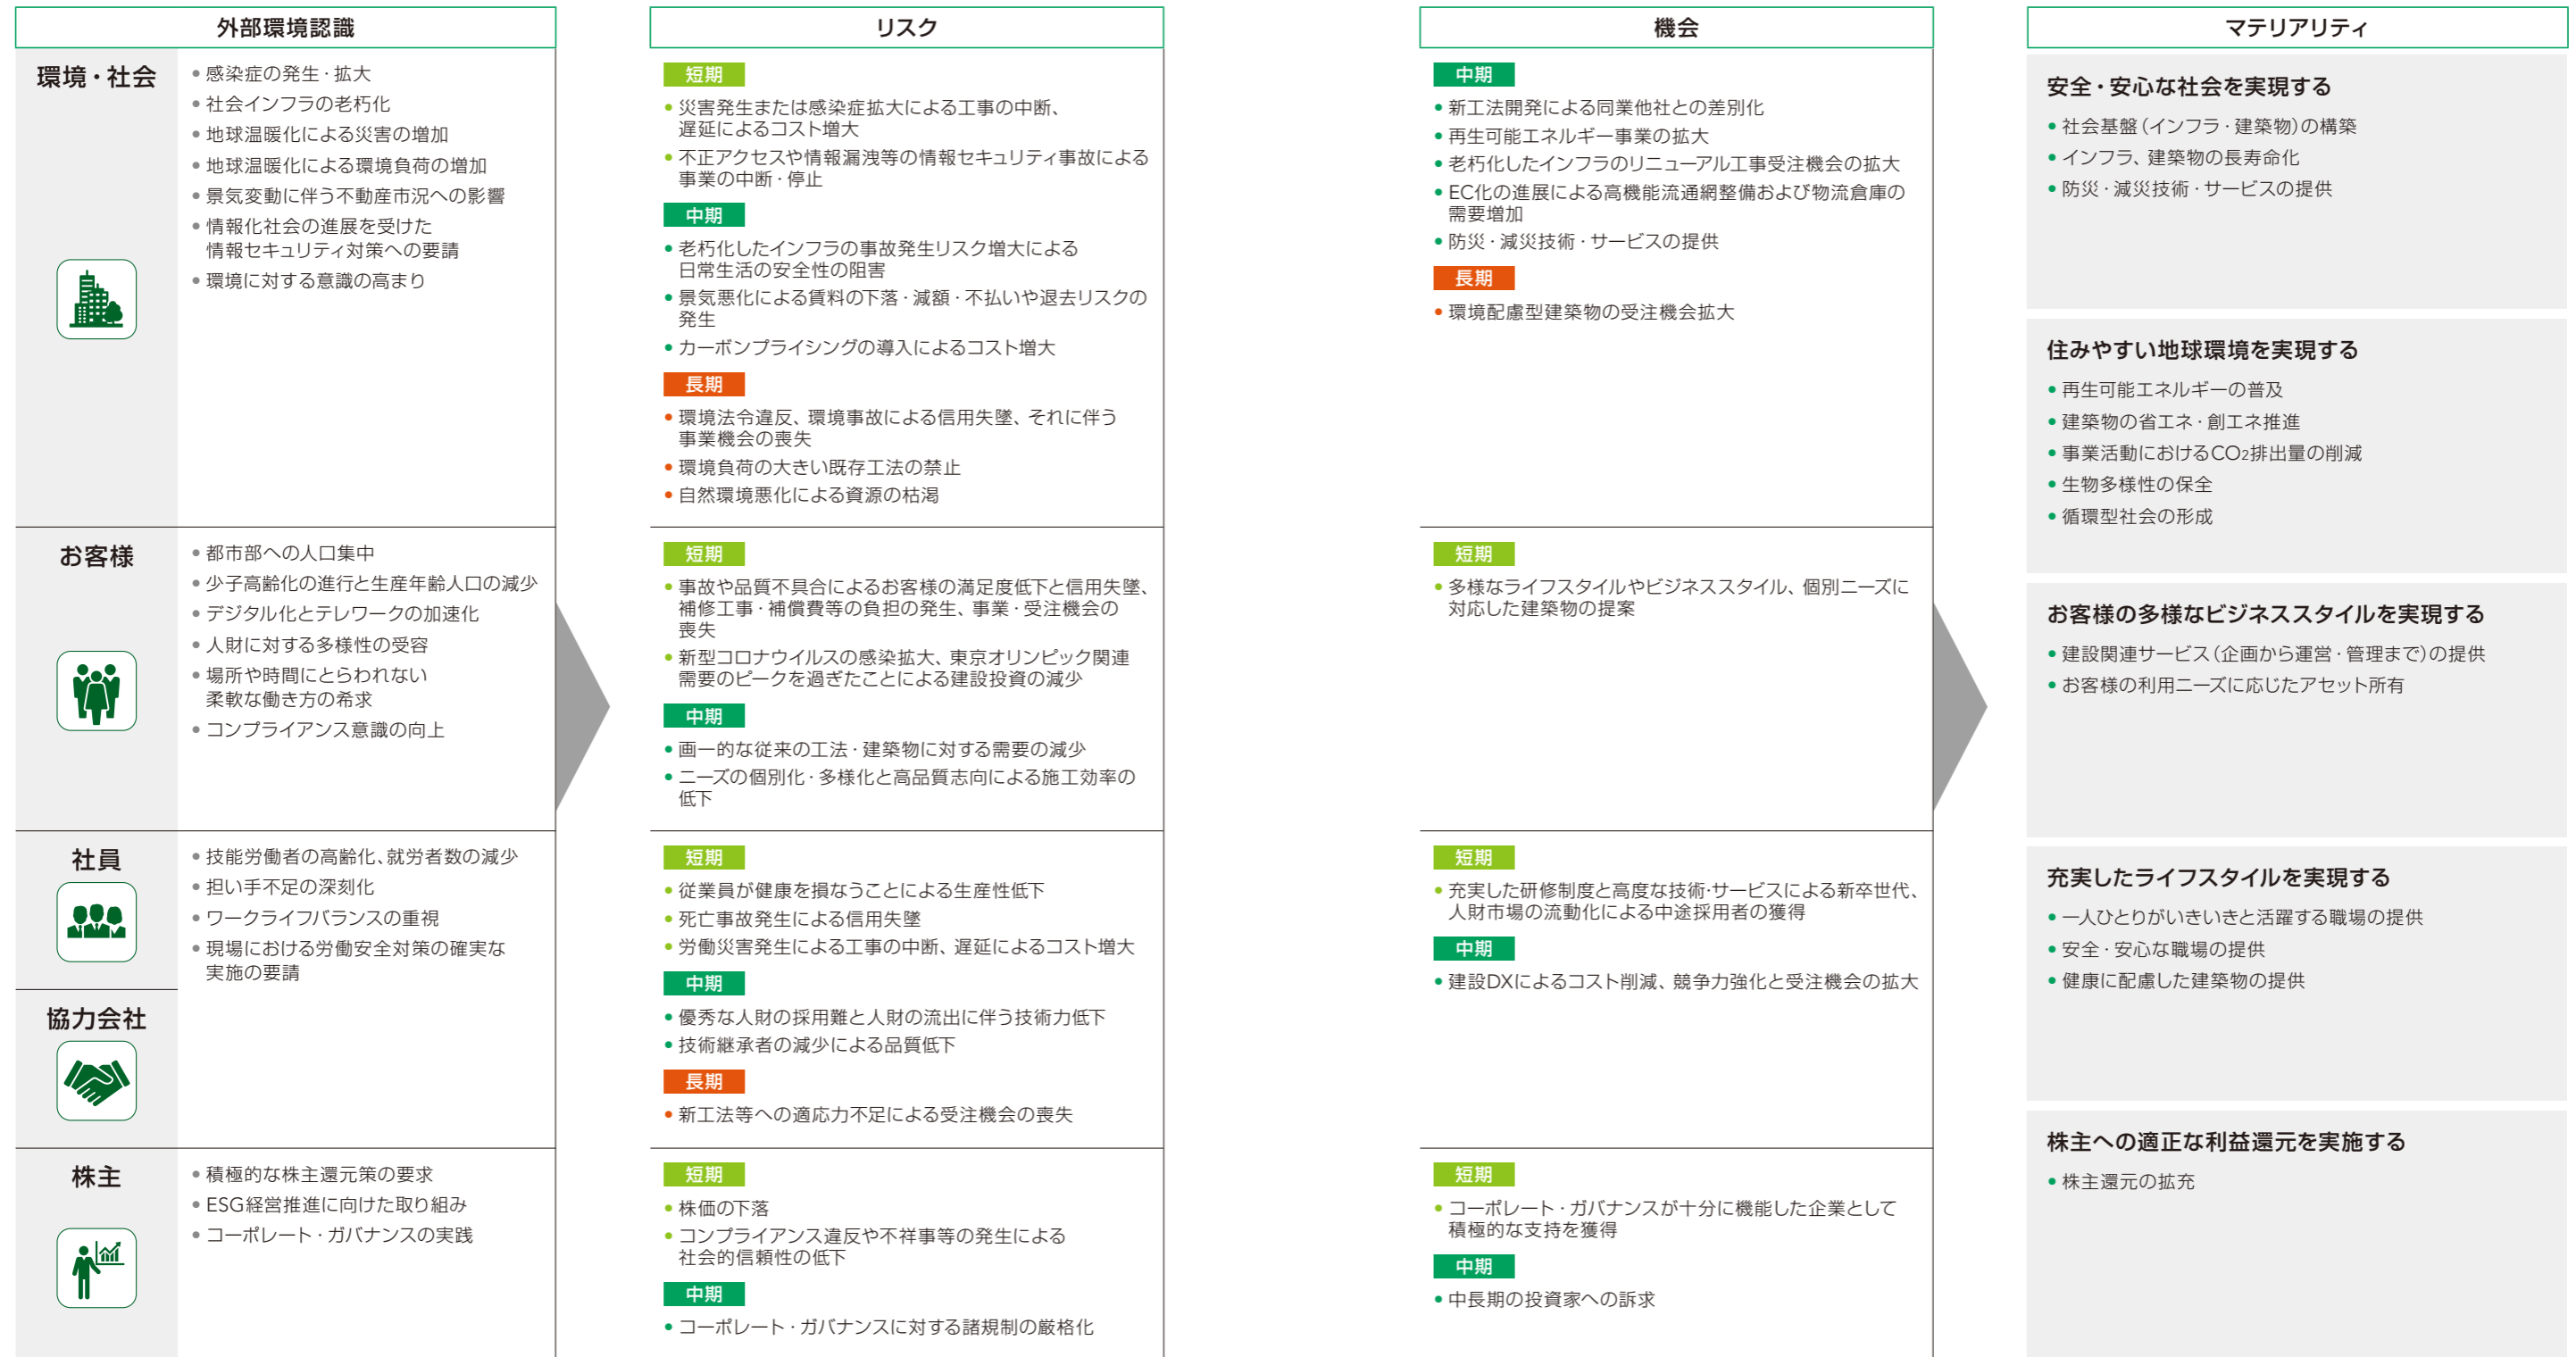 外部環境認識
リスク
機会
マテリアリティ
環境・社会
• 感染症の発生・拡大
• 社会インフラの老朽化
• 地球温暖化による災害の増加
• 地球温暖化による環境負荷の増加
• 景気変動に伴う不動産市況への影響
• 情報化社会の進展を受けた
情報セキュリティ対策への要請
• 環境に対する意識の高まり
短期
• 災害発生または感染症拡大による工事の中断、
遅延によるコスト増大
• 不正アクセスや情報漏洩等の情報セキュリティ事故による
事業の中断・停止
中期
• 老朽化したインフラの事故発生リスク増大による
日常生活の安全性の阻害
• 景気悪化による賃料の下落・減額・不払いや退去リスクの
発生
• カーボンプライシングの導入によるコスト増大
長期
• 環境法令違反、環境事故による信用失墜、それに伴う
事業機会の喪失
• 環境負荷の大きい既存工法の禁止
• 自然環境悪化による資源の枯渇
中期
• 新工法開発による同業他社との差別化
• 再生可能エネルギー事業の拡大
• 老朽化したインフラのリニューアル工事受注機会の拡大
• EC化の進展による高機能流通網整備および物流倉庫の
需要増加
• 防災・減災技術・サービスの提供
長期
• 環境配慮型建築物の受注機会拡大
お客様
• 都市部への人口集中
• 少子高齢化の進行と生産年齢人口の減少
• デジタル化とテレワークの加速化
• 人財に対する多様性の受容
• 場所や時間にとらわれない
柔軟な働き方の希求
• コンプライアンス意識の向上
短期
• 事故や品質不具合によるお客様の満足度低下と信用失墜、
補修工事・補償費等の負担の発生、事業・受注機会の
喪失
• 新型コロナウイルスの感染拡大、東京オリンピック関連
需要のピークを過ぎたことによる建設投資の減少
中期
• 画一的な従来の工法・建築物に対する需要の減少
• ニーズの個別化・多様化と高品質志向による施工効率の
低下
短期
• 多様なライフスタイルやビジネススタイル、個別ニーズに
対応した建築物の提案
社員
協力会社
• 技能労働者の高齢化、就労者数の減少
• 担い手不足の深刻化
• ワークライフバランスの重視
• 現場における労働安全対策の確実な
実施の要請
短期
• 従業員が健康を損なうことによる生産性低下
• 死亡事故発生による信用失墜
• 労働災害発生による工事の中断、遅延によるコスト増大
中期
• 優秀な人財の採用難と人財の流出に伴う技術力低下
• 技術継承者の減少による品質低下
長期
• 新工法等への適応力不足による受注機会の喪失
短期
• 充実した研修制度と高度な技術・サービスによる新卒世代、
人財市場の流動化による中途採用者の獲得
中期
• 建設DXによるコスト削減、競争力強化と受注機会の拡大
株主
• 積極的な株主還元策の要求
• ESG経営推進に向けた取り組み
• コーポレート・ガバナンスの実践
短期
• 株価の下落
• コンプライアンス違反や不祥事等の発生による
社会的信頼性の低下
中期
• コーポレート・ガバナンスに対する諸規制の厳格化
短期
• コーポレート・ガバナンスが十分に機能した企業として
積極的な支持を獲得
中期
• 中長期の投資家への訴求
安全・安心な社会を実現する
• 社会基盤（インフラ・建築物）の構築
• インフラ、建築物の長寿命化
• 防災・減災技術・サービスの提供
住みやすい地球環境を実現する
• 再生可能エネルギーの普及
• 建築物の省エネ・創エネ推進
• 事業活動におけるCO2排出量の削減
• 生物多様性の保全
• 循環型社会の形成
お客様の多様なビジネススタイルを実現する
• 建設関連サービス（企画から運営・管理まで）の提供
• お客様の利用ニーズに応じたアセット所有
充実したライフスタイルを実現する
• 一人ひとりがいきいきと活躍する職場の提供
• 安全・安心な職場の提供
• 健康に配慮した建築物の提供
株主への適正な利益還元を実施する
• 株主還元の拡充